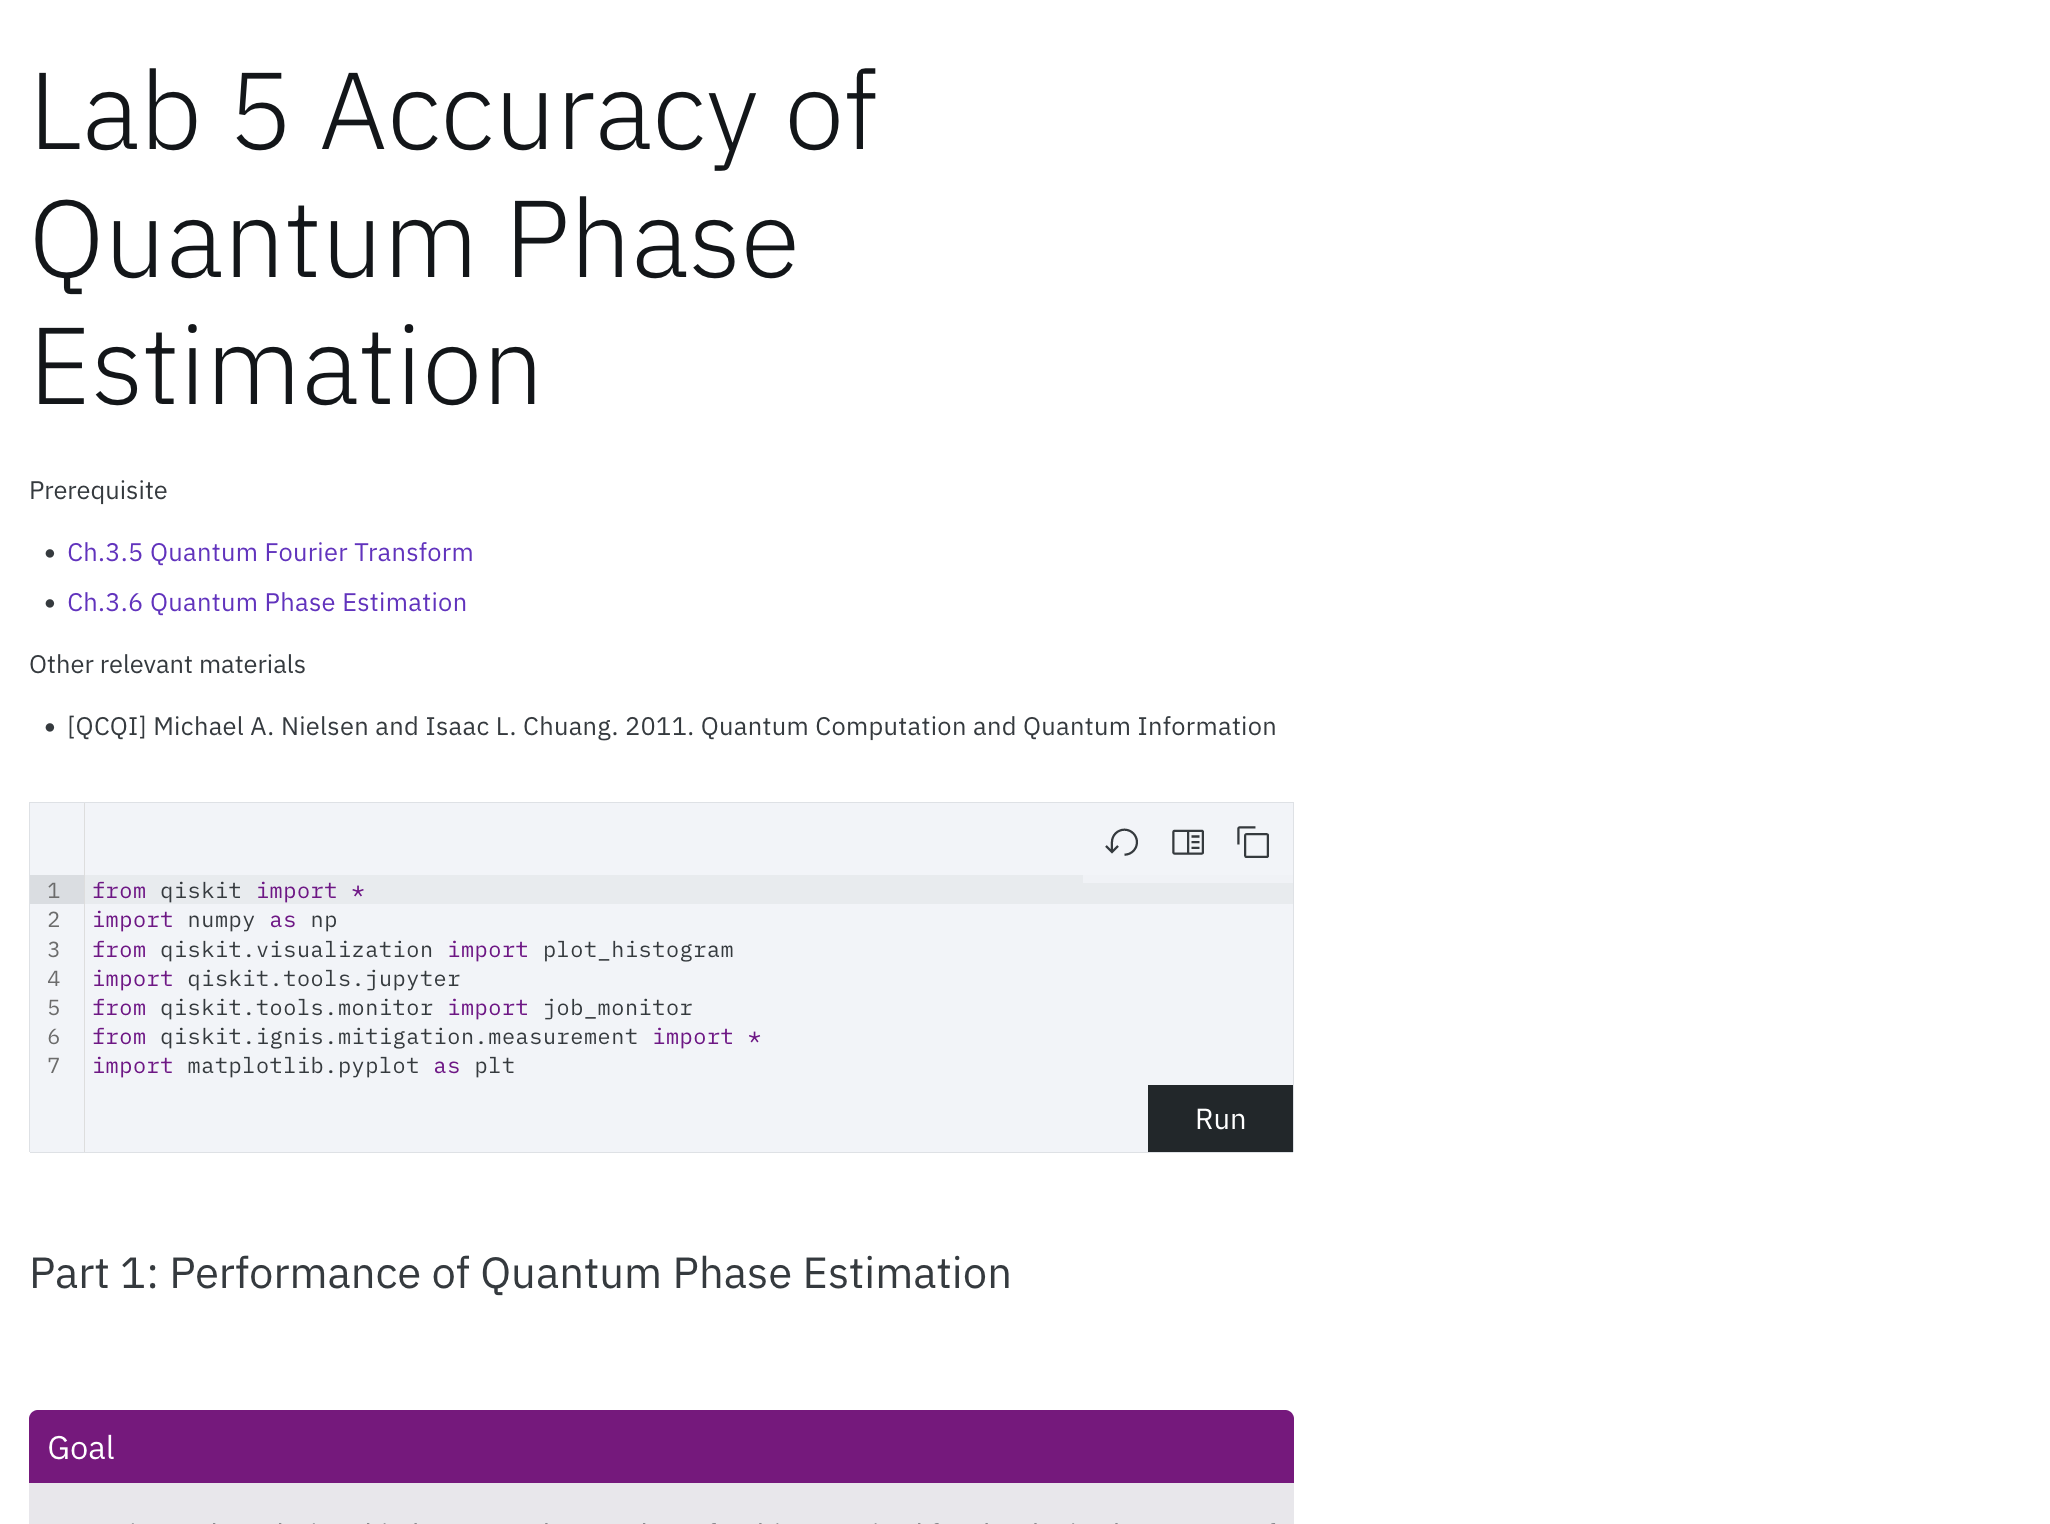 Lab 5 Accuracy of
Quantum Phase
Estimation
Prerequisite
• Ch.3.5 Quantum Fourier Transform
• Ch.3.6 Quantum Phase Estimation
Other relevant materials
• [QCQI] Michael A. Nielsen and Isaac L. Chuang. 2011. Quantum Computation and Quantum Information
1 from qiskit import *
2 import numpy as np
3 from qiskit.visualization import plot_histogram
4 import qiskit.tools.jupyter
5 from qiskit.tools.monitor import job_monitor
6 from qiskit.ignis.mitigation.measurement import *
7 import matplotlib.pyplot as plt
Run
Part 1: Performance of Quantum Phase Estimation
Goal